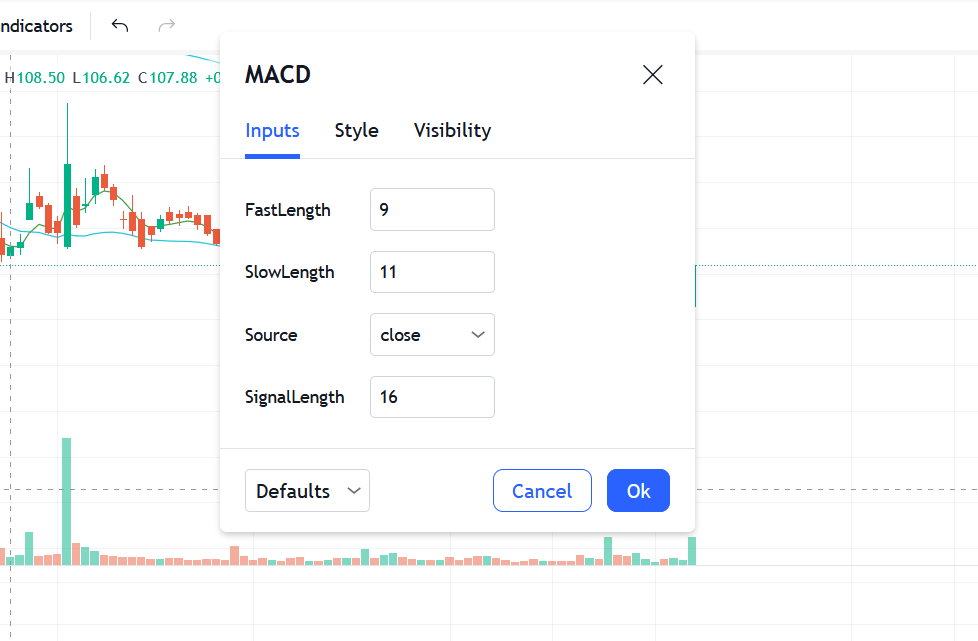 ndicators
H108.50 L106.62 C107.88 +0
MACD
Inputs Style Visibility
FastLength 9
SlowLength 11
Source close
SignalLength 16
Defaults Cancel Ok